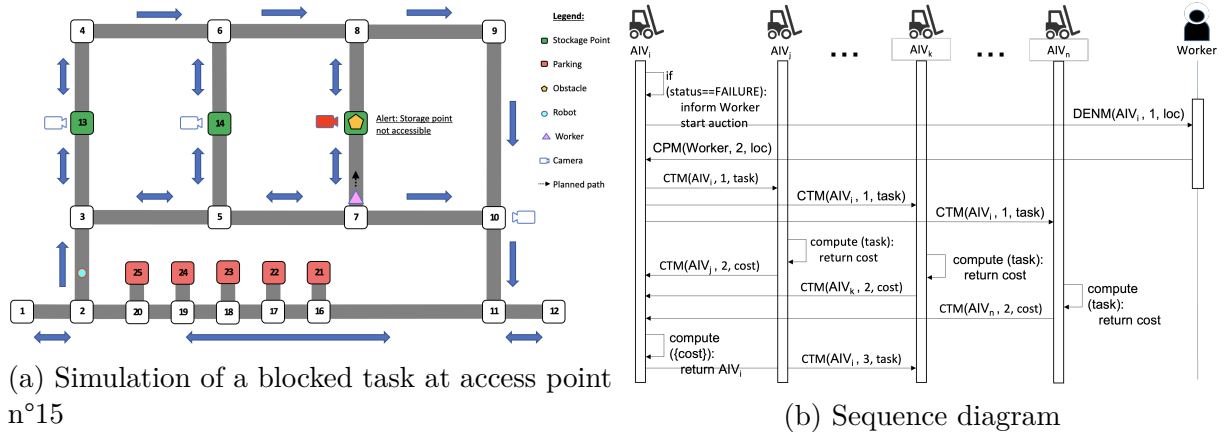 4
6
8
9
Legend:
Stockage Point
Parking
Obstacle
Robot
Worker
Camera
Planned path
13
14
Alert: Storage point
not accessible
3
5
7
10
25
24
23
22
21
1
2
20
19
18
17
16
11
12
(a) Simulation of a blocked task at access point
n°15
AIVᵢ
AIVⱼ
...
AIVₖ
...
AIVₙ
Worker
if
(status==FAILURE):
inform Worker
start auction
DENM(AIVᵢ, 1, loc)
CPM(Worker, 2, loc)
CTM(AIVᵢ, 1, task)
CTM(AIVᵢ, 1, task)
CTM(AIVᵢ, 1, task)
compute (task):
return cost
CTM(AIVⱼ, 2, cost)
compute (task):
return cost
CTM(AIVₖ, 2, cost)
compute
(task):
return cost
CTM(AIVₙ, 2, cost)
compute
({cost}):
return AIVᵢ
CTM(AIVᵢ, 3, task)
(b) Sequence diagram